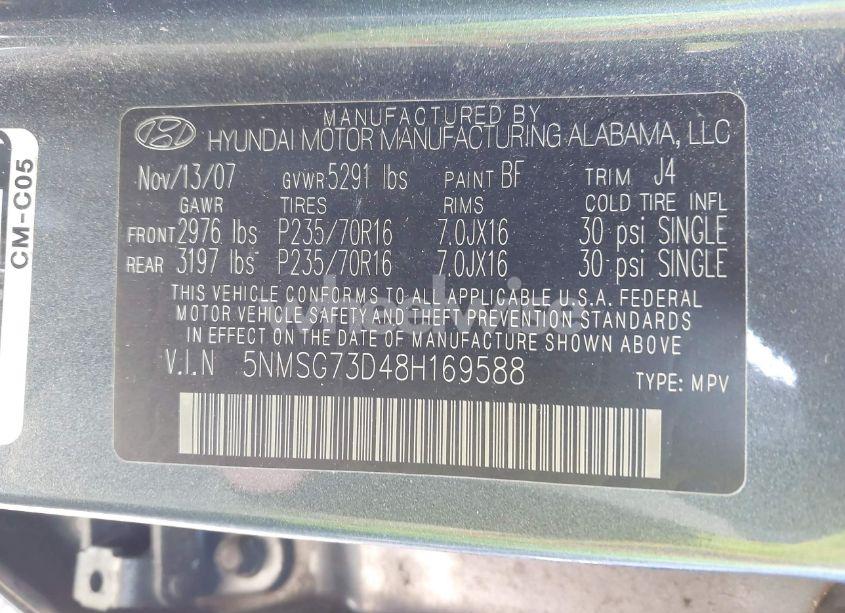 MANUFACTURED BY
HYUNDAI MOTOR MANUFACTURING ALABAMA, LLC
Nov/13/07 GVWR 5291 lbs PAINT BF TRIM J4
GAWR TIRES RIMS COLD TIRE INFL
FRONT 2976 lbs P235/70R16 7.0JX16 30 psi SINGLE
REAR 3197 lbs P235/70R16 7.0JX16 30 psi SINGLE
THIS VEHICLE CONFORMS TO ALL APPLICABLE U.S.A. FEDERAL
MOTOR VEHICLE SAFETY AND THEFT PREVENTION STANDARDS
IN EFFECT ON THE DATE OF MANUFACTURE SHOWN ABOVE.
V.I.N 5NMSG73D48H169588 TYPE: MPV
CM-C05
wheelwise